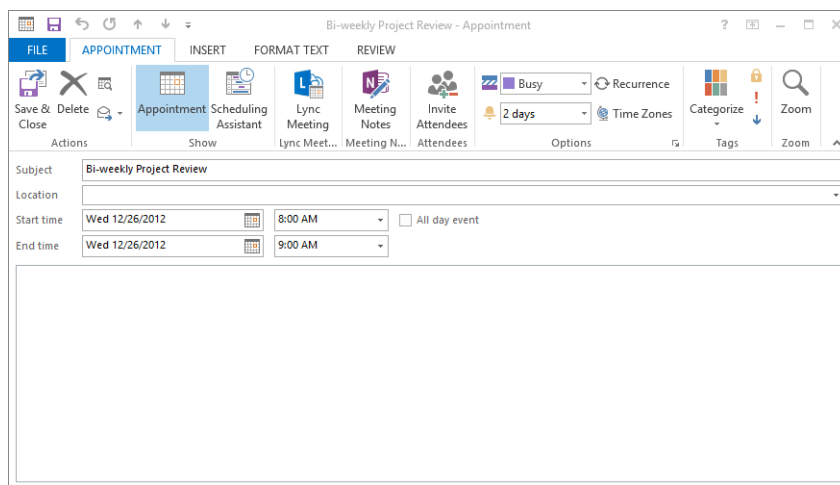 Bi-weekly Project Review - Appointment
FILE APPOINTMENT INSERT FORMAT TEXT REVIEW
Save & Close
Delete
Appointment
Scheduling Assistant
Lync Meeting
Meeting Notes
Invite Attendees
Busy
Recurrence
2 days
Time Zones
Categorize
Zoom
Actions Show Lync Meet... Meeting N... Attendees Options Tags Zoom
Subject Bi-weekly Project Review
Location
Start time Wed 12/26/2012 8:00 AM All day event
End time Wed 12/26/2012 9:00 AM